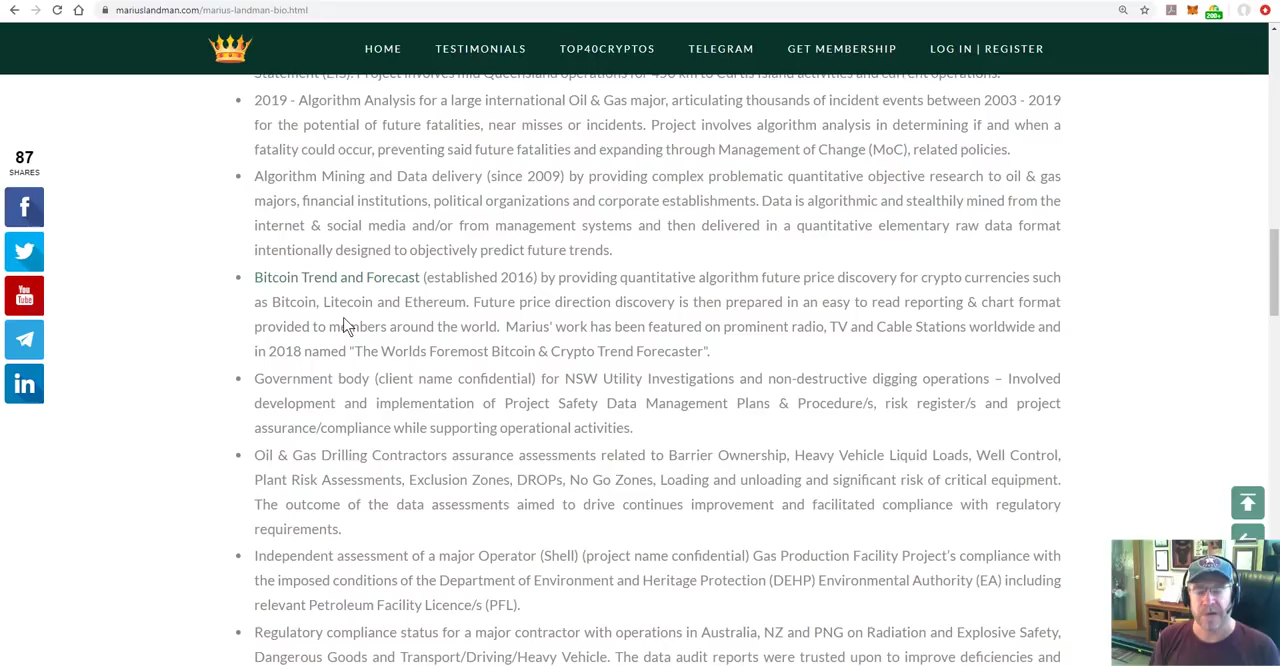 mariuslandman.com/marius-landman-bio.html
200+
HOME TESTIMONIALS TOP40CRYPTOS TELEGRAM GET MEMBERSHIP LOG IN | REGISTER
Statement (EIS). Project involves mid Queensland operations for 450 km to Curtis Island activities and current operations.
2019 - Algorithm Analysis for a large international Oil & Gas major, articulating thousands of incident events between 2003 - 2019
for the potential of future fatalities, near misses or incidents. Project involves algorithm analysis in determining if and when a
fatality could occur, preventing said future fatalities and expanding through Management of Change (MoC), related policies.
87
SHARES
Algorithm Mining and Data delivery (since 2009) by providing complex problematic quantitative objective research to oil & gas
majors, financial institutions, political organizations and corporate establishments. Data is algorithmic and stealthily mined from the
internet & social media and/or from management systems and then delivered in a quantitative elementary raw data format
intentionally designed to objectively predict future trends.
You
Tube
Bitcoin Trend and Forecast (established 2016) by providing quantitative algorithm future price discovery for crypto currencies such
as Bitcoin, Litecoin and Ethereum. Future price direction discovery is then prepared in an easy to read reporting & chart format
provided to members around the world. Marius' work has been featured on prominent radio, TV and Cable Stations worldwide and
in 2018 named "The Worlds Foremost Bitcoin & Crypto Trend Forecaster".
Government body (client name confidential) for NSW Utility Investigations and non-destructive digging operations – Involved
development and implementation of Project Safety Data Management Plans & Procedure/s, risk register/s and project
assurance/compliance while supporting operational activities.
Oil & Gas Drilling Contractors assurance assessments related to Barrier Ownership, Heavy Vehicle Liquid Loads, Well Control,
Plant Risk Assessments, Exclusion Zones, DROPs, No Go Zones, Loading and unloading and significant risk of critical equipment.
The outcome of the data assessments aimed to drive continues improvement and facilitated compliance with regulatory
requirements.
Independent assessment of a major Operator (Shell) (project name confidential) Gas Production Facility Project's compliance with
the imposed conditions of the Department of Environment and Heritage Protection (DEHP) Environmental Authority (EA) including
relevant Petroleum Facility Licence/s (PFL).
Regulatory compliance status for a major contractor with operations in Australia, NZ and PNG on Radiation and Explosive Safety,
Dangerous Goods and Transport/Driving/Heavy Vehicle. The data audit reports were trusted upon to improve deficiencies and